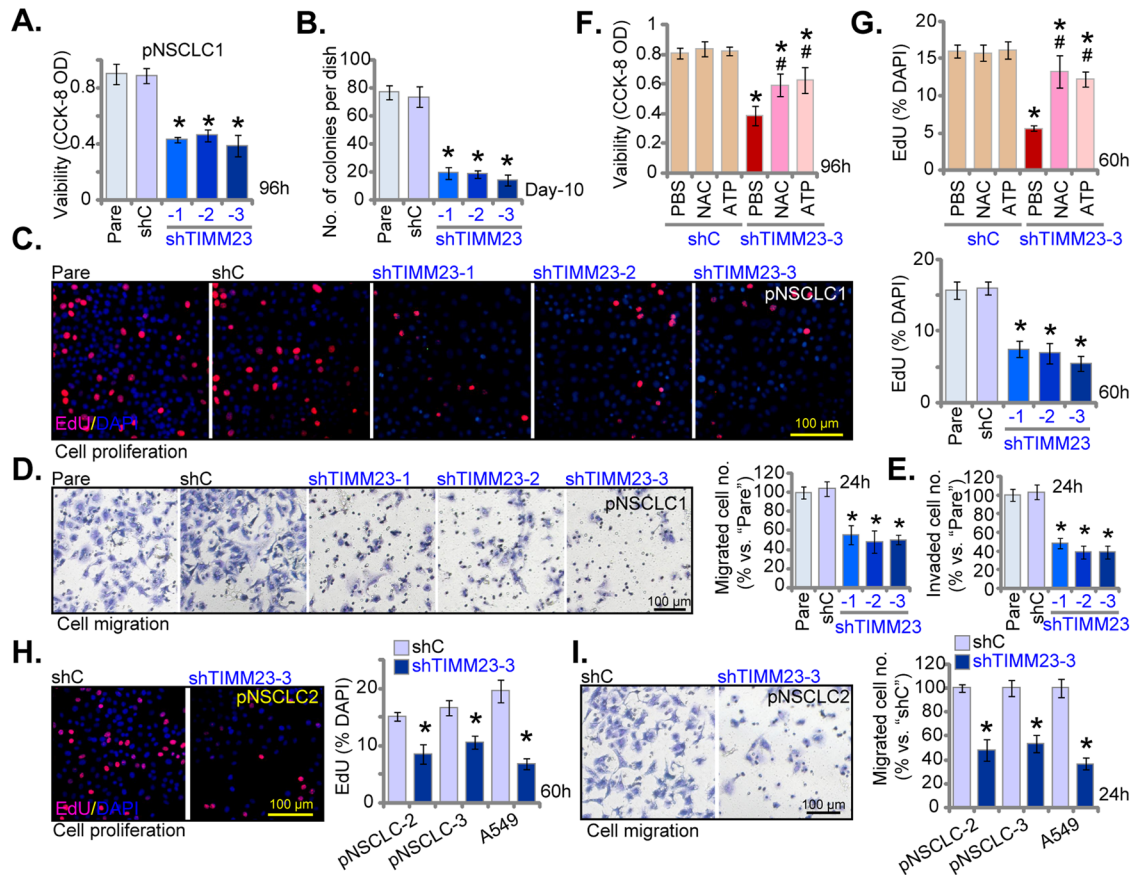 A.
pNSCLC1
Vaibility (CCK-8 OD)
0.8
0.4
0
* * *
96h
Pare
shC
-1 -2 -3
shTIMM23
B.
No. of colonies per dish
100
80
60
40
20
0
* * *
Day-10
Pare
shC
-1 -2 -3
shTIMM23
F.
Viability (CCK-8 OD)
1
0.8
0.6
0.4
0.2
0
*
*
#
*
#
96h
PBS
NAC
ATP
PBS
NAC
ATP
shC
shTIMM23-3
G.
EdU (% DAPI)
20
15
10
5
0
*
*
#
*
#
60h
PBS
NAC
ATP
PBS
NAC
ATP
shC
shTIMM23-3
C.
Pare
shC
shTIMM23-1
shTIMM23-2
shTIMM23-3
pNSCLC1
EdU/DAPI
100 µm
Cell proliferation
EdU (% DAPI)
20
10
0
* * *
60h
Pare
shC
-1 -2 -3
shTIMM23
D.
Pare
shC
shTIMM23-1
shTIMM23-2
shTIMM23-3
pNSCLC1
100 µm
Cell migration
Migrated cell no.
(% vs. “Pare”)
120
100
80
60
40
20
0
24h
* * *
Pare
shC
-1 -2 -3
shTIMM23
E.
Invaded cell no.
(% vs. “Pare”)
120
100
80
60
40
20
0
24h
* * *
Pare
shC
-1 -2 -3
shTIMM23
H.
shC
shTIMM23-3
pNSCLC2
EdU/DAPI
100 µm
Cell proliferation
shC
shTIMM23-3
EdU (% DAPI)
20
10
0
* * *
60h
pNSCLC-2
pNSCLC-3
A549
I.
shC
shTIMM23-3
pNSCLC2
100 µm
Cell migration
shC
shTIMM23-3
Migrated cell no.
(% vs. “shC”)
120
100
80
60
40
20
0
* * *
24h
pNSCLC-2
pNSCLC-3
A549